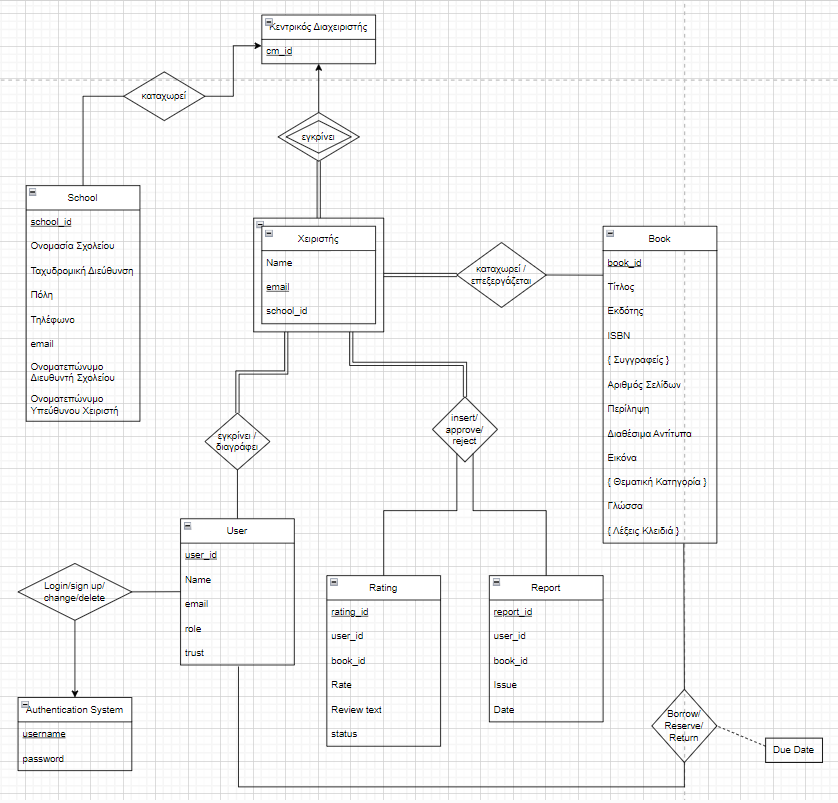 Κεντρικός Διαχειριστής
cm_id
καταχωρεί
εγκρίνει
School
school_id
Ονομασία Σχολείου
Ταχυδρομική Διεύθυνση
Πόλη
Τηλέφωνο
email
Ονοματεπώνυμο
Διευθυντή Σχολείου
Ονοματεπώνυμο
Υπεύθυνου Χειριστή
Χειριστής
Name
email
school_id
καταχωρεί /
επεξεργάζεται
Book
book_id
Τίτλος
Εκδότης
ISBN
{ Συγγραφείς }
Αριθμός Σελίδων
Περίληψη
Διαθέσιμα Αντίτυπα
Εικόνα
{ Θεματική Κατηγορία }
Γλώσσα
{ Λέξεις Κλειδιά }
εγκρίνει /
διαγράφει
insert/
approve/
reject
User
user_id
Name
email
role
trust
Login/sign up/
change/delete
Authentication System
username
password
Rating
rating_id
user_id
book_id
Rate
Review text
status
Report
report_id
user_id
book_id
Issue
Date
Borrow/
Reserve/
Return
Due Date